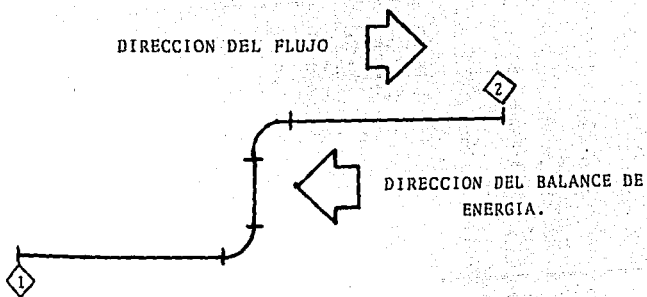 DIRECCION DEL FLUJO
2
DIRECCION DEL BALANCE DE
ENERGIA.
1